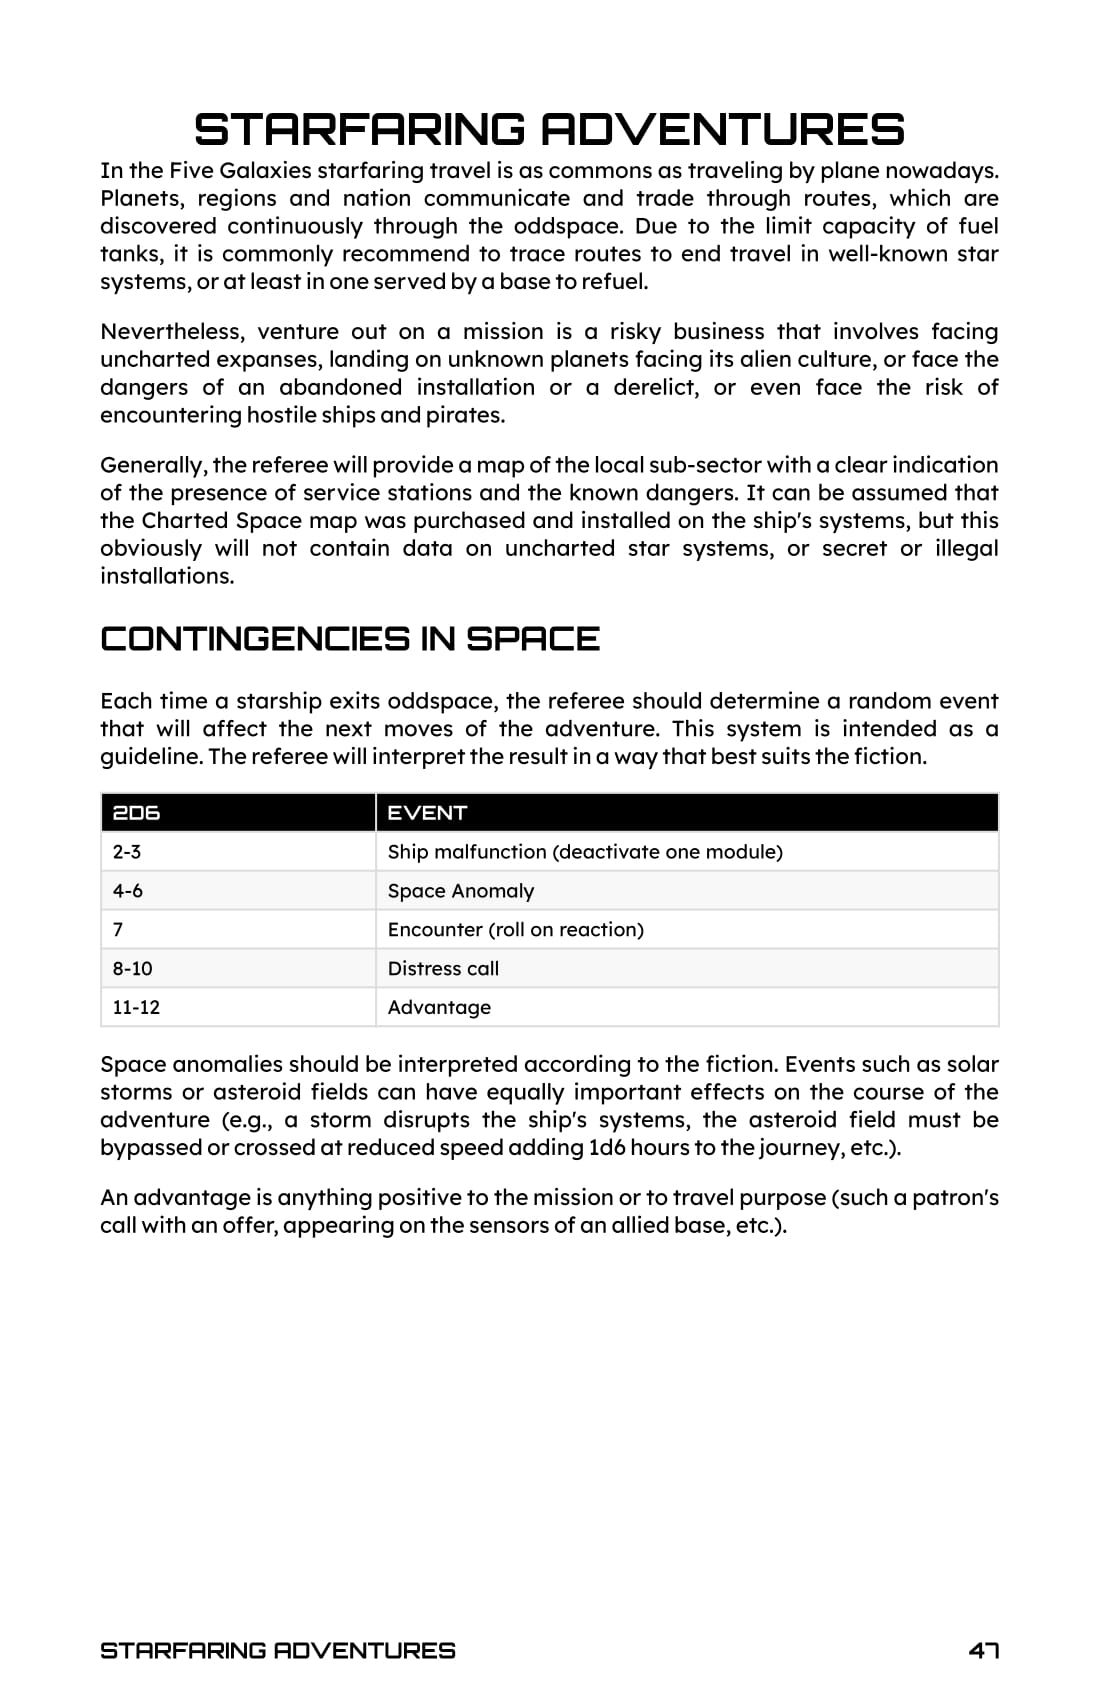 STARFARING ADVENTURES
In the Five Galaxies starfaring travel is as commons as traveling by plane nowadays.
Planets, regions and nation communicate and trade through routes, which are
discovered continuously through the oddspace. Due to the limit capacity of fuel
tanks, it is commonly recommend to trace routes to end travel in well-known star
systems, or at least in one served by a base to refuel.
Nevertheless, venture out on a mission is a risky business that involves facing
uncharted expanses, landing on unknown planets facing its alien culture, or face the
dangers of an abandoned installation or a derelict, or even face the risk of
encountering hostile ships and pirates.
Generally, the referee will provide a map of the local sub-sector with a clear indication
of the presence of service stations and the known dangers. It can be assumed that
the Charted Space map was purchased and installed on the ship's systems, but this
obviously will not contain data on uncharted star systems, or secret or illegal
installations.
CONTINGENCIES IN SPACE
Each time a starship exits oddspace, the referee should determine a random event
that will affect the next moves of the adventure. This system is intended as a
guideline. The referee will interpret the result in a way that best suits the fiction.
2D6 EVENT
2-3 Ship malfunction (deactivate one module)
4-6 Space Anomaly
7 Encounter (roll on reaction)
8-10 Distress call
11-12 Advantage
Space anomalies should be interpreted according to the fiction. Events such as solar
storms or asteroid fields can have equally important effects on the course of the
adventure (e.g., a storm disrupts the ship's systems, the asteroid field must be
bypassed or crossed at reduced speed adding 1d6 hours to the journey, etc.).
An advantage is anything positive to the mission or to travel purpose (such a patron's
call with an offer, appearing on the sensors of an allied base, etc.).
STARFARING ADVENTURES 47